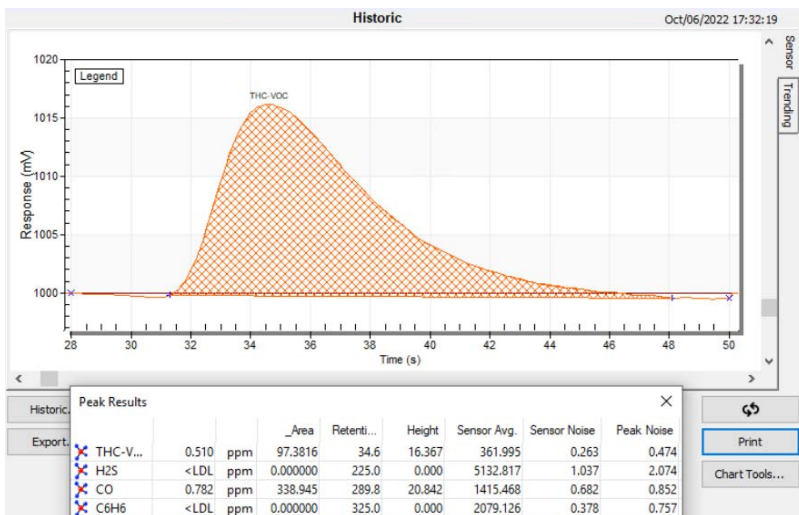 Historic Oct/06/2022 17:32:19
Sensor
Trending
Legend
THC-VOC
Response (mV)
1020
1015
1010
1005
1000
28 30 32 34 36 38 40 42 44 46 48 50
Time (s)
Historic.
Export.
Peak Results
_Area Retenti... Height Sensor Avg. Sensor Noise Peak Noise
THC-V... 0.510 ppm 97.3816 34.6 16.367 361.995 0.263 0.474
H2S <LDL ppm 0.000000 225.0 0.000 5132.817 1.037 2.074
CO 0.782 ppm 338.945 289.8 20.842 1415.468 0.682 0.852
C6H6 <LDL ppm 0.000000 325.0 0.000 2079.126 0.378 0.757
Print
Chart Tools...